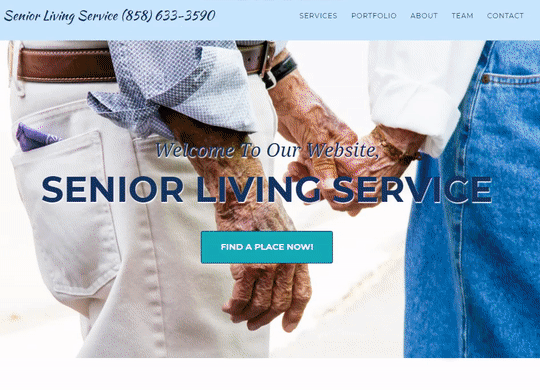 Senior Living Service (858) 633-3590
SERVICES PORTFOLIO ABOUT TEAM CONTACT
Welcome To Our Website,
SENIOR LIVING SERVICE
FIND A PLACE NOW!